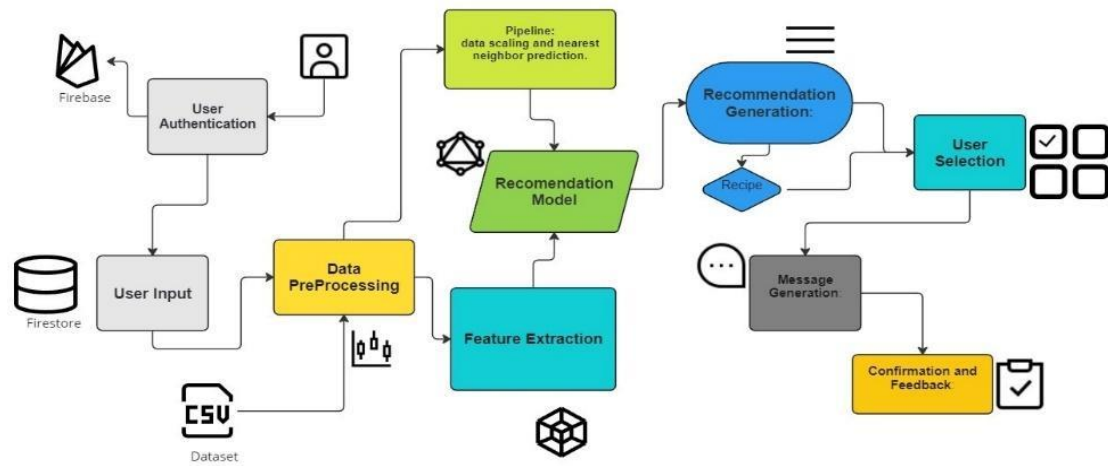 Pipeline:
data scaling and nearest
neighbor prediction.
Firebase
User
Authentication
Recommendation
Generation:
User
Selection
Recomendation
Model
Recipe
User Input
Firestore
Data
PreProcessing
Feature Extraction
Message
Generation:
Confirmation and
Feedback:
CSV
Dataset